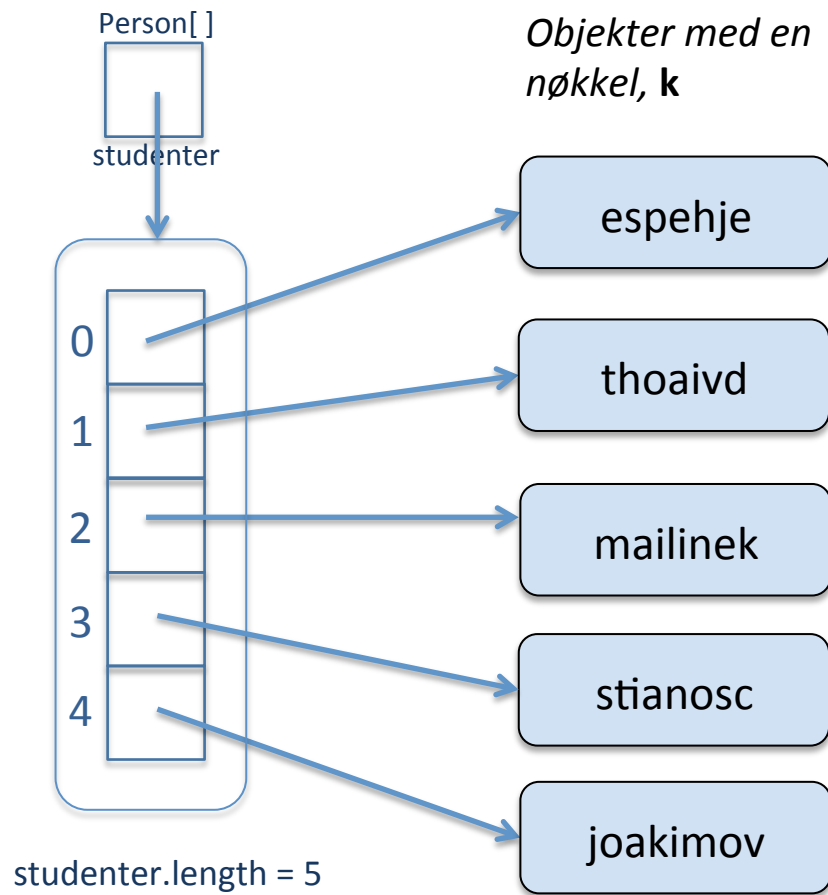 Person[ ]
studenter
Objekter med en
nøkkel, k
0
1
2
3
4
espehje
thoaivd
mailinek
stianosc
joakimov
studenter.length = 5